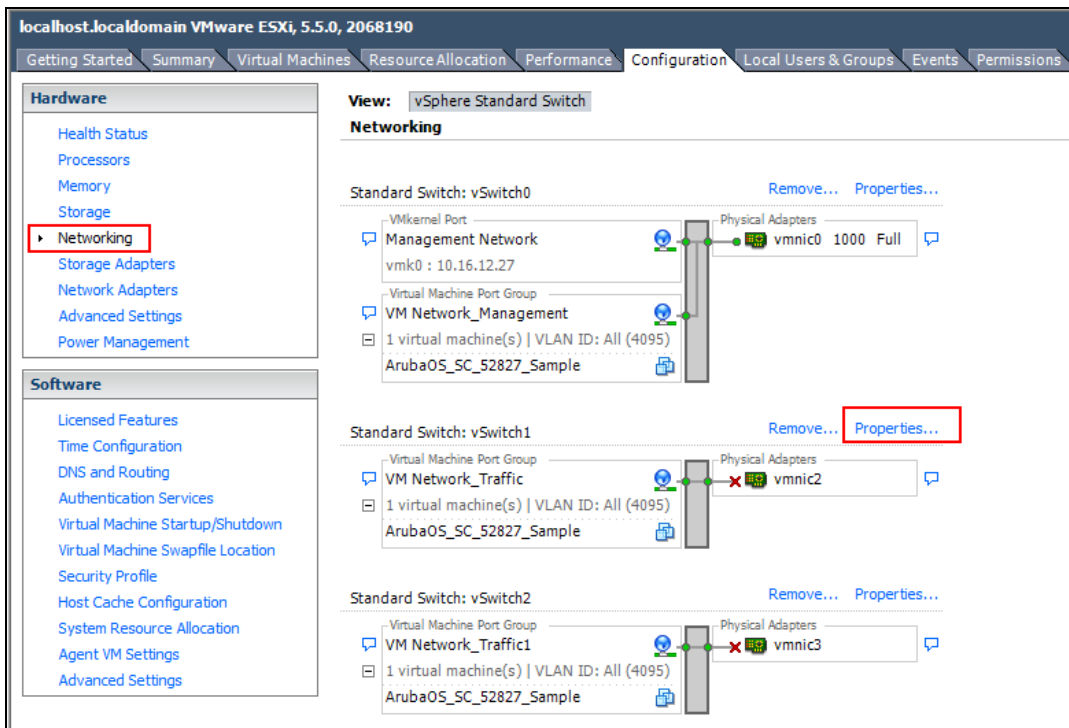 localhost.localdomain VMware ESXi, 5.5.0, 2068190
Getting Started Summary Virtual Machines Resource Allocation Performance Configuration Local Users & Groups Events Permissions
Hardware
Health Status
Processors
Memory
Storage
Networking
Storage Adapters
Network Adapters
Advanced Settings
Power Management
Software
Licensed Features
Time Configuration
DNS and Routing
Authentication Services
Virtual Machine Startup/Shutdown
Virtual Machine Swapfile Location
Security Profile
Host Cache Configuration
System Resource Allocation
Agent VM Settings
Advanced Settings
View: vSphere Standard Switch
Networking
Standard Switch: vSwitch0 Remove... Properties...
VMkernel Port Physical Adapters
Management Network vmnic0 1000 Full
vmk0 : 10.16.12.27
Virtual Machine Port Group
VM Network_Management
1 virtual machine(s) | VLAN ID: All (4095)
ArubaOS_SC_52827_Sample
Standard Switch: vSwitch1 Remove... Properties...
Virtual Machine Port Group Physical Adapters
VM Network_Traffic vmnic2
1 virtual machine(s) | VLAN ID: All (4095)
ArubaOS_SC_52827_Sample
Standard Switch: vSwitch2 Remove... Properties...
Virtual Machine Port Group Physical Adapters
VM Network_Traffic1 vmnic3
1 virtual machine(s) | VLAN ID: All (4095)
ArubaOS_SC_52827_Sample